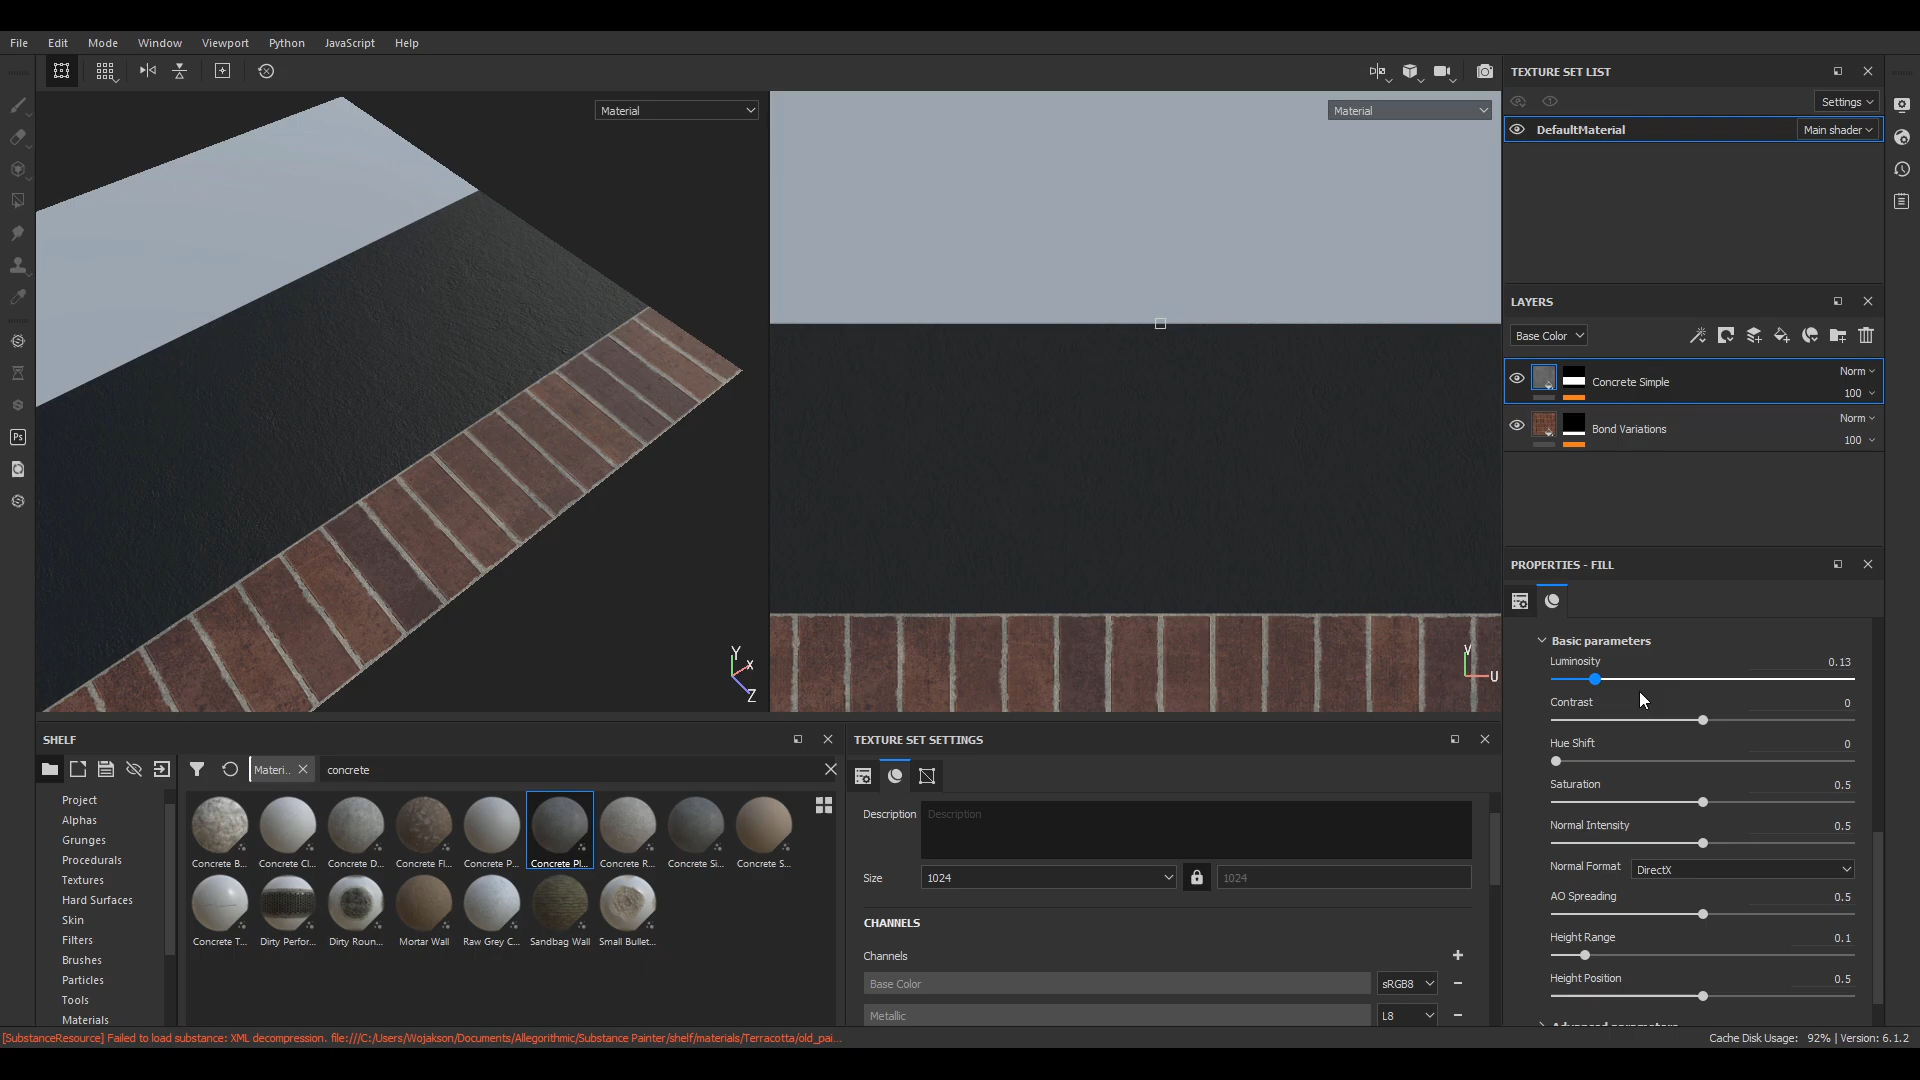 File Edit Mode Window Viewport Python JavaScript Help
Material
Material
Y
X
Z
V
U
TEXTURE SET LIST
Settings
DefaultMaterial
Main shader
LAYERS
Base Color
Concrete Simple
Norm
100
Bond Variations
Norm
100
PROPERTIES - FILL
Basic parameters
Luminosity 0.13
Contrast 0
Hue Shift 0
Saturation 0.5
Normal Intensity 0.5
Normal Format DirectX
AO Spreading 0.5
Height Range 0.1
Height Position 0.5
SHELF
Materi..
concrete
Project
Alphas
Grunges
Procedurals
Textures
Hard Surfaces
Skin
Filters
Brushes
Particles
Tools
Materials
Concrete B... Concrete Cl... Concrete D... Concrete Fl... Concrete P... Concrete Pl... Concrete R... Concrete Si... Concrete S...
Concrete T... Dirty Perfor... Dirty Roun... Mortar Wall Raw Grey C... Sandbag Wall Small Bullet...
TEXTURE SET SETTINGS
Description Description
Size 1024 1024
CHANNELS
Channels
Base Color sRGB8
Metallic L8
Ps
[SubstanceResource] Failed to load substance: XML decompression. file:///C:/Users/Wojakson/Documents/Allegorithmic/Substance Painter/shelf/materials/Terracotta/old_pai...
Cache Disk Usage: 92% | Version: 6.1.2